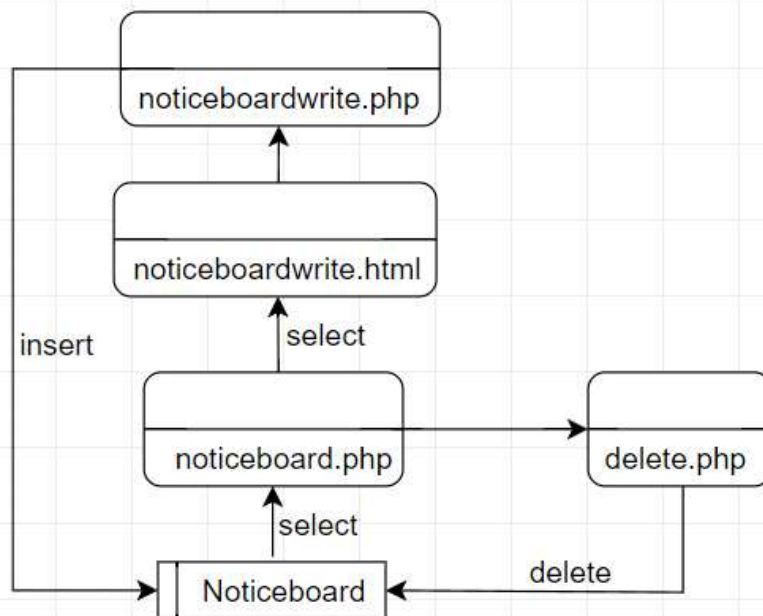 noticeboardwrite.php
noticeboardwrite.html
insert
select
noticeboard.php
delete.php
select
Noticeboard
delete